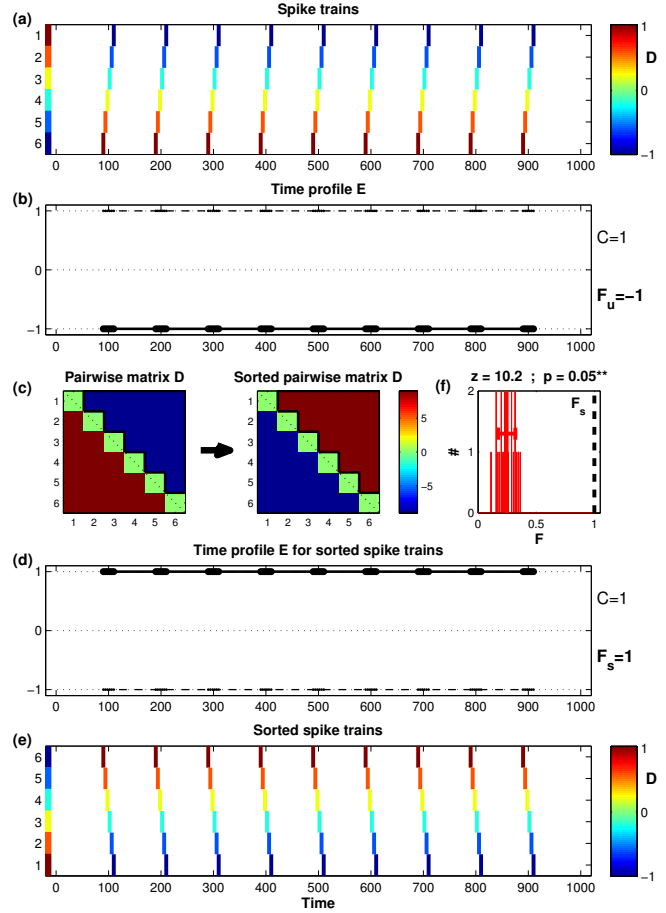 Spike trains
(a)
1
2
3
4
5
6
0 100 200 300 400 500 600 700 800 900 1000
1
D
−1
Time profile E
(b)
1
0
−1
C=1
F_u=−1
0 100 200 300 400 500 600 700 800 900 1000
(c)
Pairwise matrix D
1
2
3
4
5
6
1 2 3 4 5 6
Sorted pairwise matrix D
1
2
3
4
5
6
1 2 3 4 5 6
5
0
−5
(f)
z = 10.2 ; p = 0.05**
F_s
2
1
0
#
0 0.5 1
F
Time profile E for sorted spike trains
(d)
1
0
−1
C=1
F_s=1
0 100 200 300 400 500 600 700 800 900 1000
Sorted spike trains
(e)
6
5
4
3
2
1
0 100 200 300 400 500 600 700 800 900 1000
Time
1
D
−1